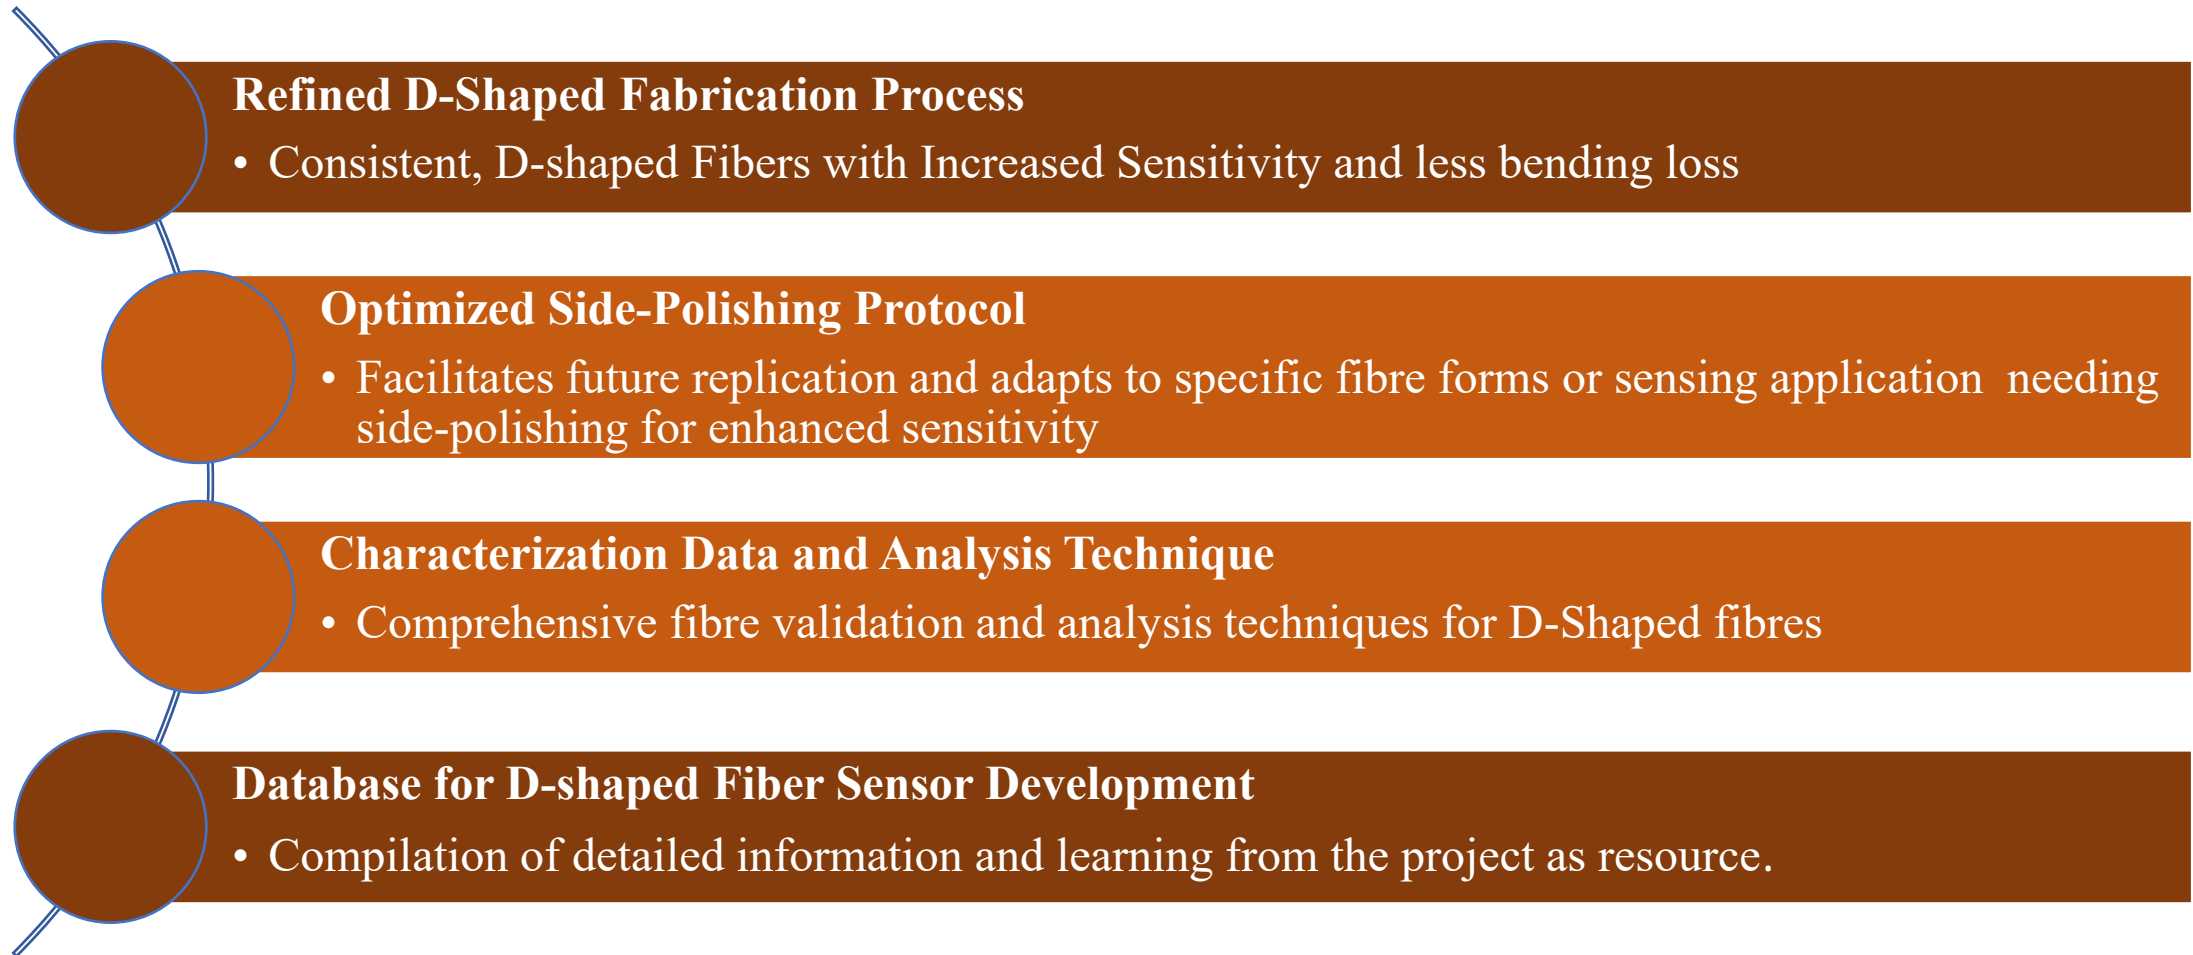 Refined D-Shaped Fabrication Process
• Consistent, D-shaped Fibers with Increased Sensitivity and less bending loss
Optimized Side-Polishing Protocol
• Facilitates future replication and adapts to specific fibre forms or sensing application  needing
side-polishing for enhanced sensitivity
Characterization Data and Analysis Technique
• Comprehensive fibre validation and analysis techniques for D-Shaped fibres
Database for D-shaped Fiber Sensor Development
• Compilation of detailed information and learning from the project as resource.